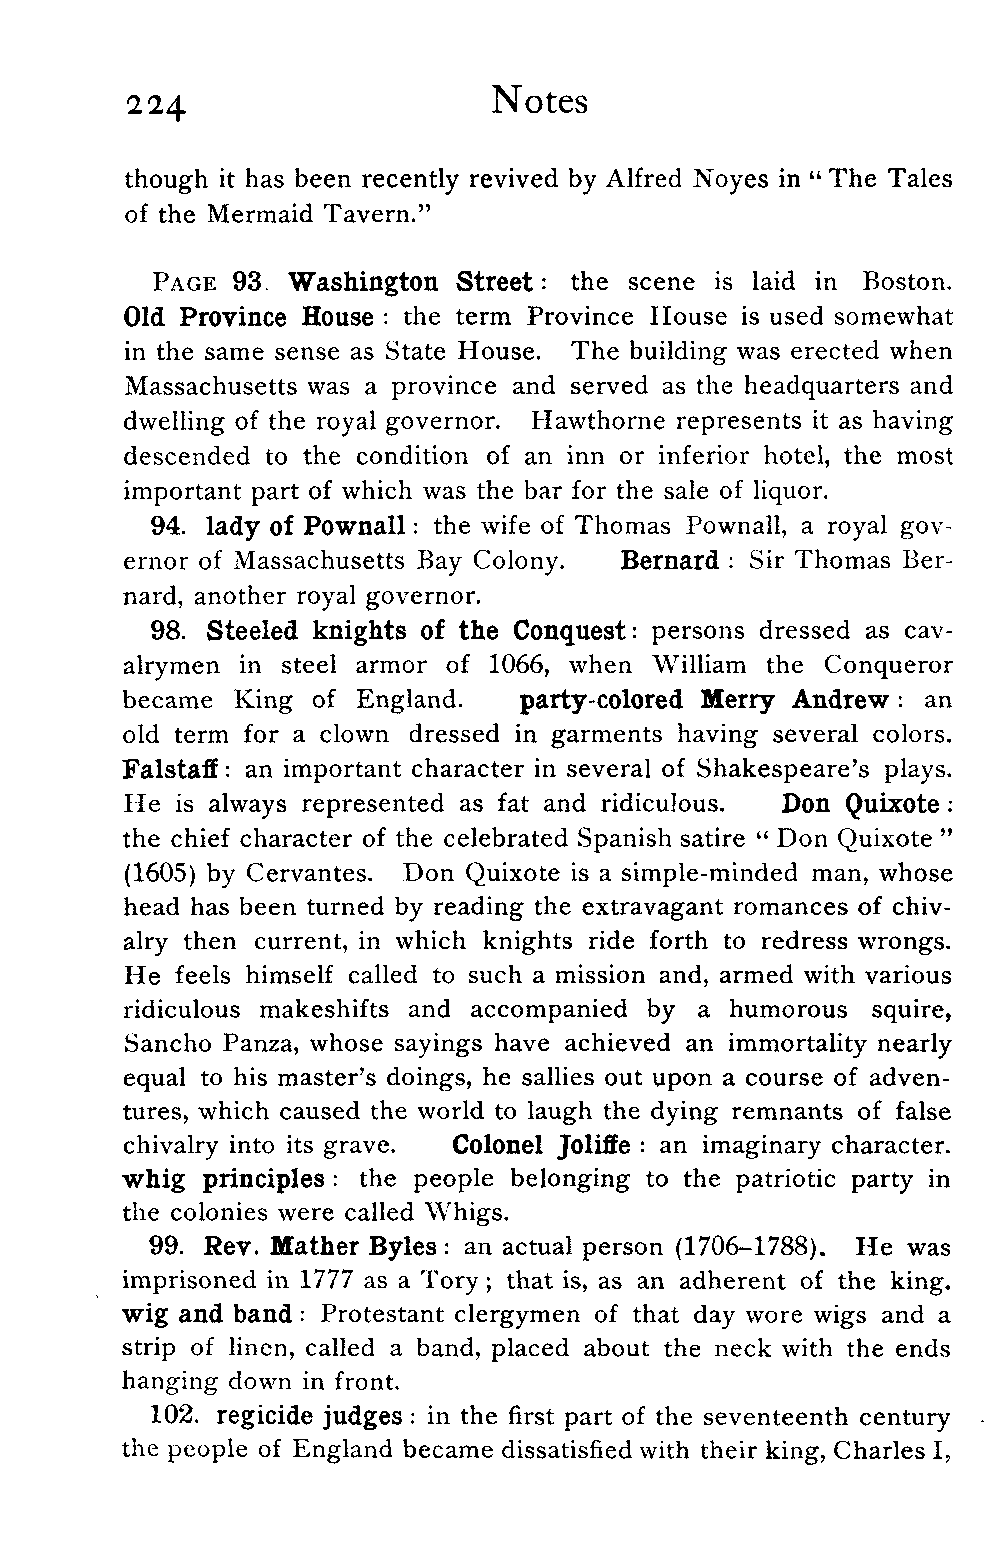 224 Notes
though it has been recently revived by Alfred Noyes in “ The Tales
of the Mermaid Tavern.”
PAGE 93. Washington Street : the scene is laid in Boston.
Old Province House : the term Province House is used somewhat
in the same sense as State House. The building was erected when
Massachusetts was a province and served as the headquarters and
dwelling of the royal governor. Hawthorne represents it as having
descended to the condition of an inn or inferior hotel, the most
important part of which was the bar for the sale of liquor.
94. lady of Pownall : the wife of Thomas Pownall, a royal gov-
ernor of Massachusetts Bay Colony. Bernard : Sir Thomas Ber-
nard, another royal governor.
98. Steeled knights of the Conquest : persons dressed as cav-
alrymen in steel armor of 1066, when William the Conqueror
became King of England. party-colored Merry Andrew : an
old term for a clown dressed in garments having several colors.
Falstaff : an important character in several of Shakespeare’s plays.
He is always represented as fat and ridiculous. Don Quixote :
the chief character of the celebrated Spanish satire “ Don Quixote ”
(1605) by Cervantes. Don Quixote is a simple-minded man, whose
head has been turned by reading the extravagant romances of chiv-
alry then current, in which knights ride forth to redress wrongs.
He feels himself called to such a mission and, armed with various
ridiculous makeshifts and accompanied by a humorous squire,
Sancho Panza, whose sayings have achieved an immortality nearly
equal to his master’s doings, he sallies out upon a course of adven-
tures, which caused the world to laugh the dying remnants of false
chivalry into its grave. Colonel Joliffe : an imaginary character.
whig principles : the people belonging to the patriotic party in
the colonies were called Whigs.
99. Rev. Mather Byles : an actual person (1706–1788). He was
imprisoned in 1777 as a Tory ; that is, as an adherent of the king.
wig and band : Protestant clergymen of that day wore wigs and a
strip of linen, called a band, placed about the neck with the ends
hanging down in front.
102. regicide judges : in the first part of the seventeenth century
the people of England became dissatisfied with their king, Charles I,